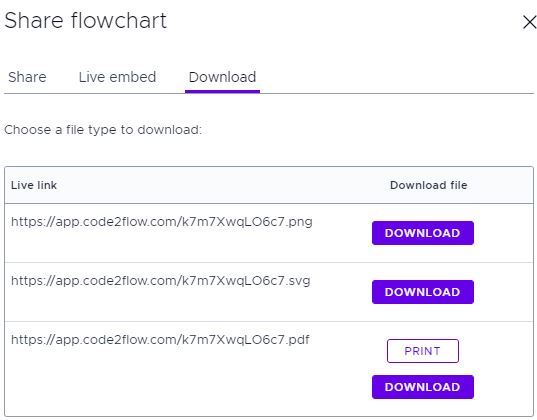 Share flowchart
Share Live embed Download
Choose a file type to download:
Live link Download file
https://app.code2flow.com/k7m7XwqLO6c7.png DOWNLOAD
https://app.code2flow.com/k7m7XwqLO6c7.svg DOWNLOAD
https://app.code2flow.com/k7m7XwqLO6c7.pdf PRINT
DOWNLOAD